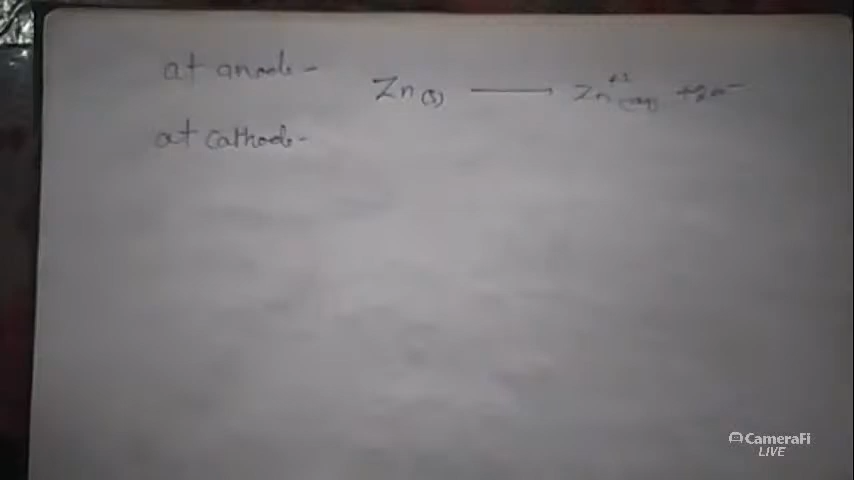 at anode - Zn(s) ⟶ Zn+2(aq) + 2e-
at cathode -
CameraFi
LIVE